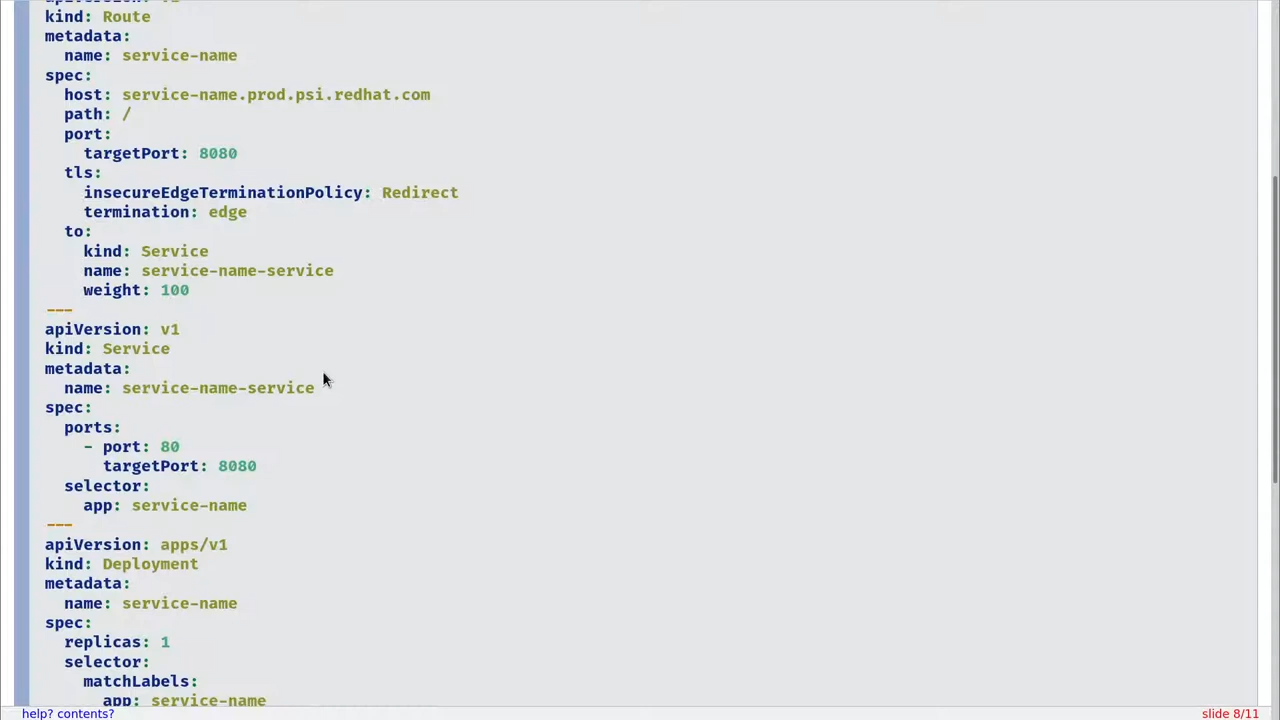 kind: Route
metadata:
  name: service-name
spec:
  host: service-name.prod.psi.redhat.com
  path: /
  port:
    targetPort: 8080
  tls:
    insecureEdgeTerminationPolicy: Redirect
    termination: edge
  to:
    kind: Service
    name: service-name-service
    weight: 100
---
apiVersion: v1
kind: Service
metadata:
  name: service-name-service
spec:
  ports:
    - port: 80
      targetPort: 8080
  selector:
    app: service-name
---
apiVersion: apps/v1
kind: Deployment
metadata:
  name: service-name
spec:
  replicas: 1
  selector:
    matchLabels:
      app: service-name
help? contents?
slide 8/11